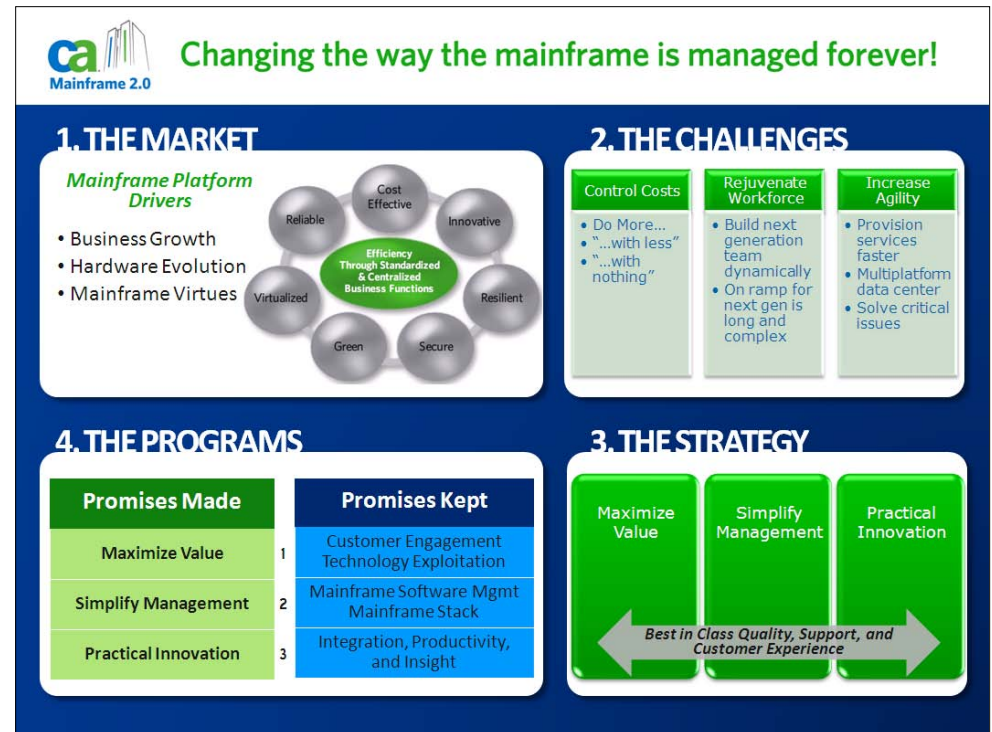 ca
Mainframe 2.0
Changing the way the mainframe is managed forever!
1. THE MARKET
Mainframe Platform
Drivers
• Business Growth
• Hardware Evolution
• Mainframe Virtues
Cost
Effective
Innovative
Resilient
Secure
Green
Virtualized
Reliable
Efficiency
Through Standardized
& Centralized
Business Functions
2. THE CHALLENGES
Control Costs
• Do More...
• "...with less"
• "...with
nothing"
Rejuvenate
Workforce
• Build next
generation
team
dynamically
• On ramp for
next gen is
long and
complex
Increase
Agility
• Provision
services
faster
• Multiplatform
data center
• Solve critical
issues
4. THE PROGRAMS
Promises Made
Promises Kept
Maximize Value
1
Customer Engagement
Technology Exploitation
Simplify Management
2
Mainframe Software Mgmt
Mainframe Stack
Practical Innovation
3
Integration, Productivity,
and Insight
3. THE STRATEGY
Maximize
Value
Simplify
Management
Practical
Innovation
Best in Class Quality, Support, and
Customer Experience